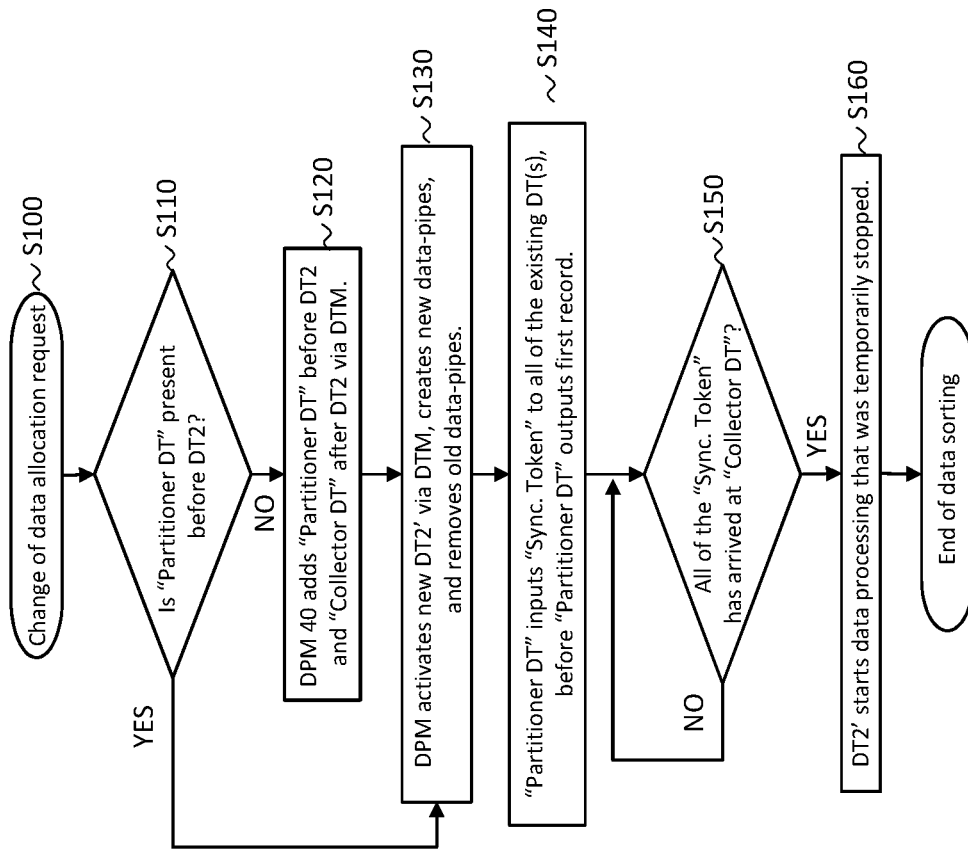 Change of data allocation request
S100
Is “Partitioner DT” present
before DT2?
S110
YES
NO
DPM 40 adds “Partitioner DT” before DT2
and “Collector DT” after DT2 via DTM.
S120
DPM activates new DT2’ via DTM, creates new data-pipes,
and removes old data-pipes.
S130
“Partitioner DT” inputs “Sync. Token” to all of the existing DT(s),
before “Partitioner DT” outputs first record.
S140
All of the “Sync. Token”
has arrived at “Collector DT”?
S150
NO
YES
DT2’ starts data processing that was temporarily stopped.
S160
End of data sorting